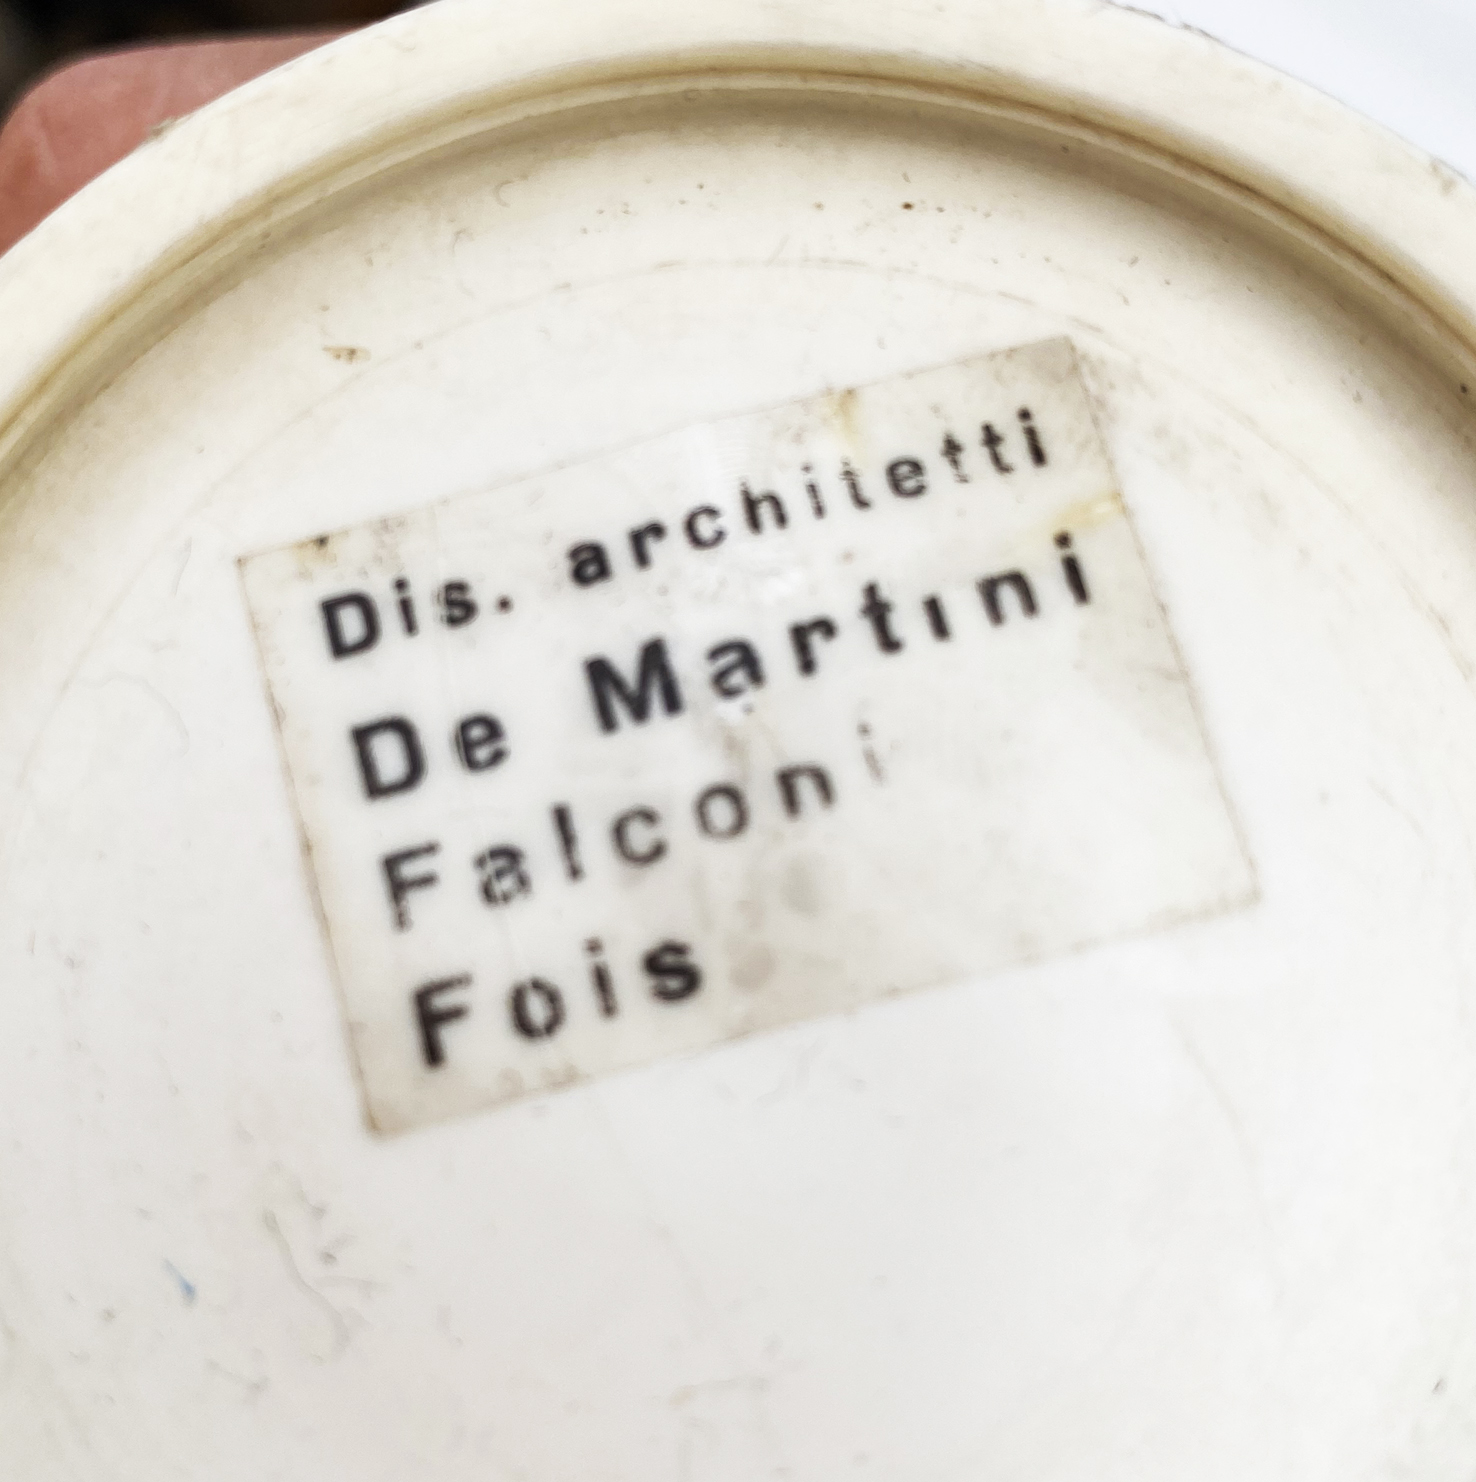 Dis. architetti
De Martini
Falconi
Fois